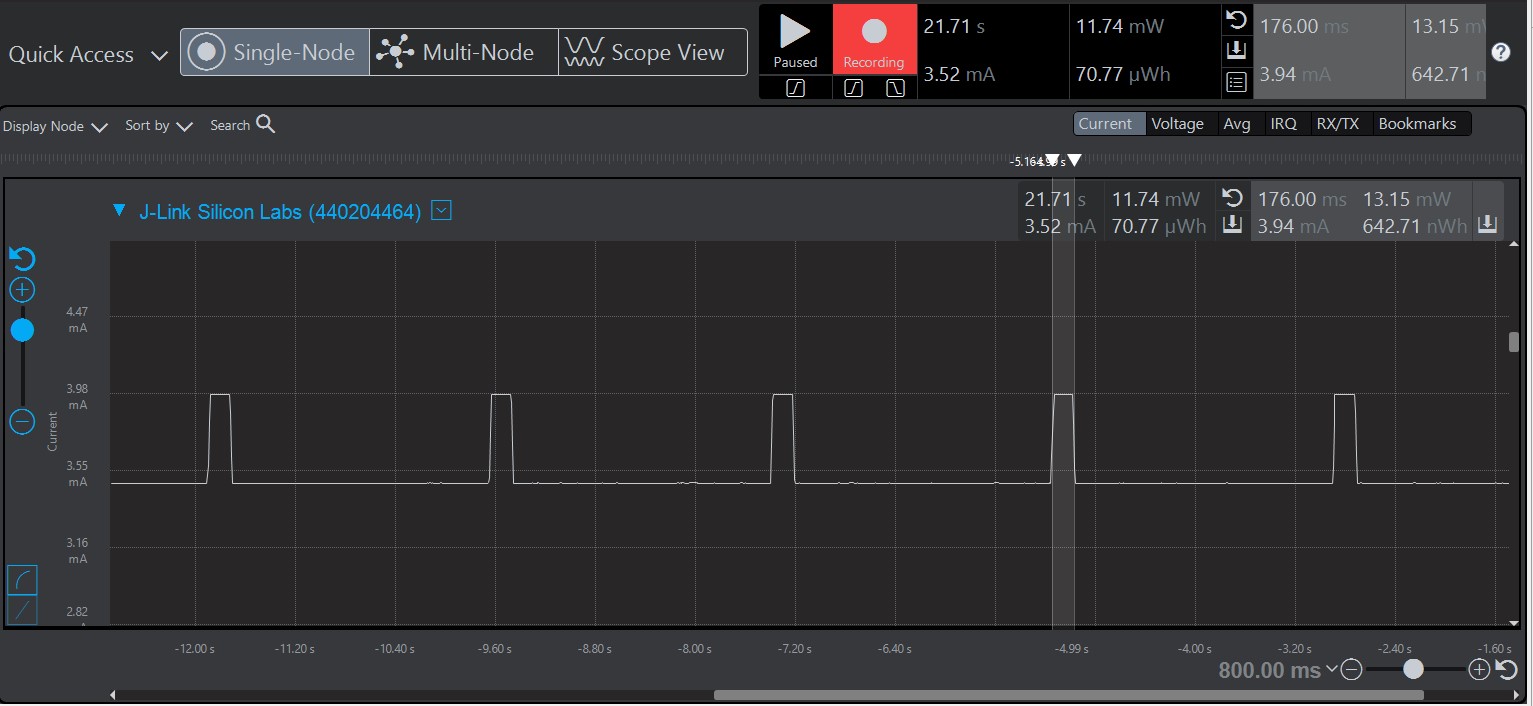 Quick Access
Single-Node
Multi-Node
Scope View
Paused
Recording
21.71 s
3.52 mA
11.74 mW
70.77 µWh
176.00 ms
3.94 mA
13.15 mW
642.71 n
Display Node
Sort by
Search
Current
Voltage
Avg
IRQ
RX/TX
Bookmarks
J-Link Silicon Labs (440204464)
21.71 s
3.52 mA
11.74 mW
70.77 µWh
176.00 ms
3.94 mA
13.15 mW
642.71 nWh
4.47
mA
3.98
mA
3.55
mA
3.16
mA
2.82
Current
-12.00 s
-11.20 s
-10.40 s
-9.60 s
-8.80 s
-8.00 s
-7.20 s
-6.40 s
-4.99 s
-4.00 s
-3.20 s
-2.40 s
-1.60 s
800.00 ms